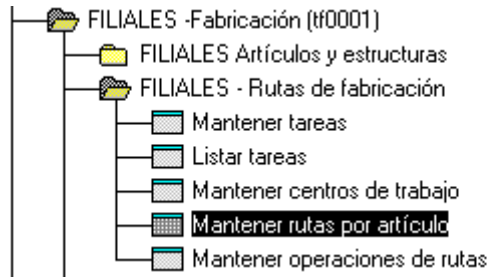 FILIALES -Fabricación (tf0001)
FILIALES Artículos y estructuras
FILIALES - Rutas de fabricación
Mantener tareas
Listar tareas
Mantener centros de trabajo
Mantener rutas por artículo
Mantener operaciones de rutas